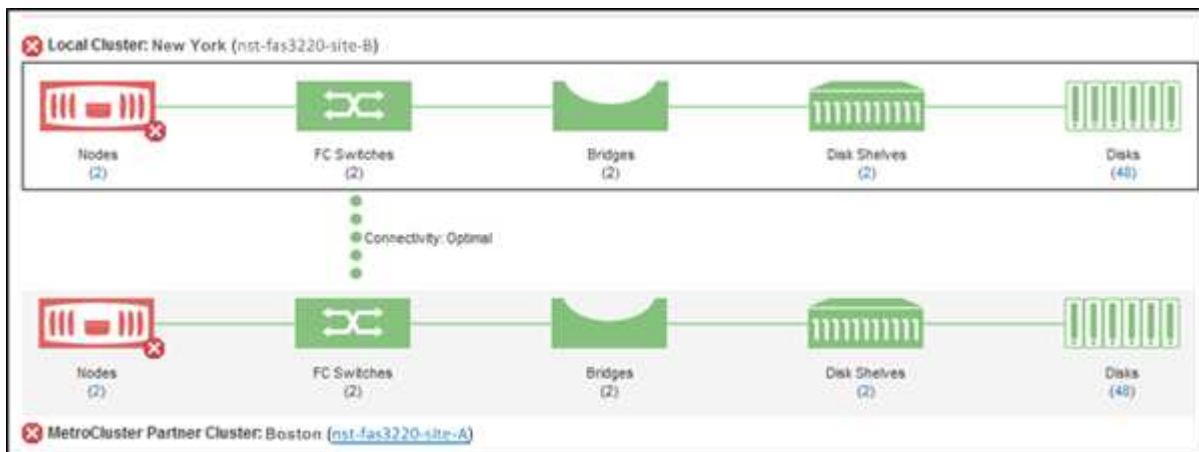 Local Cluster: New York (nst-fas3220-site-B)
Nodes FC Switches Bridges Disk Shelves Disks
(2) (2) (2) (2) (48)
Connectivity: Optimal
Nodes FC Switches Bridges Disk Shelves Disks
(2) (2) (2) (2) (48)
MetroCluster Partner Cluster: Boston (nst-fas3220-site-A)